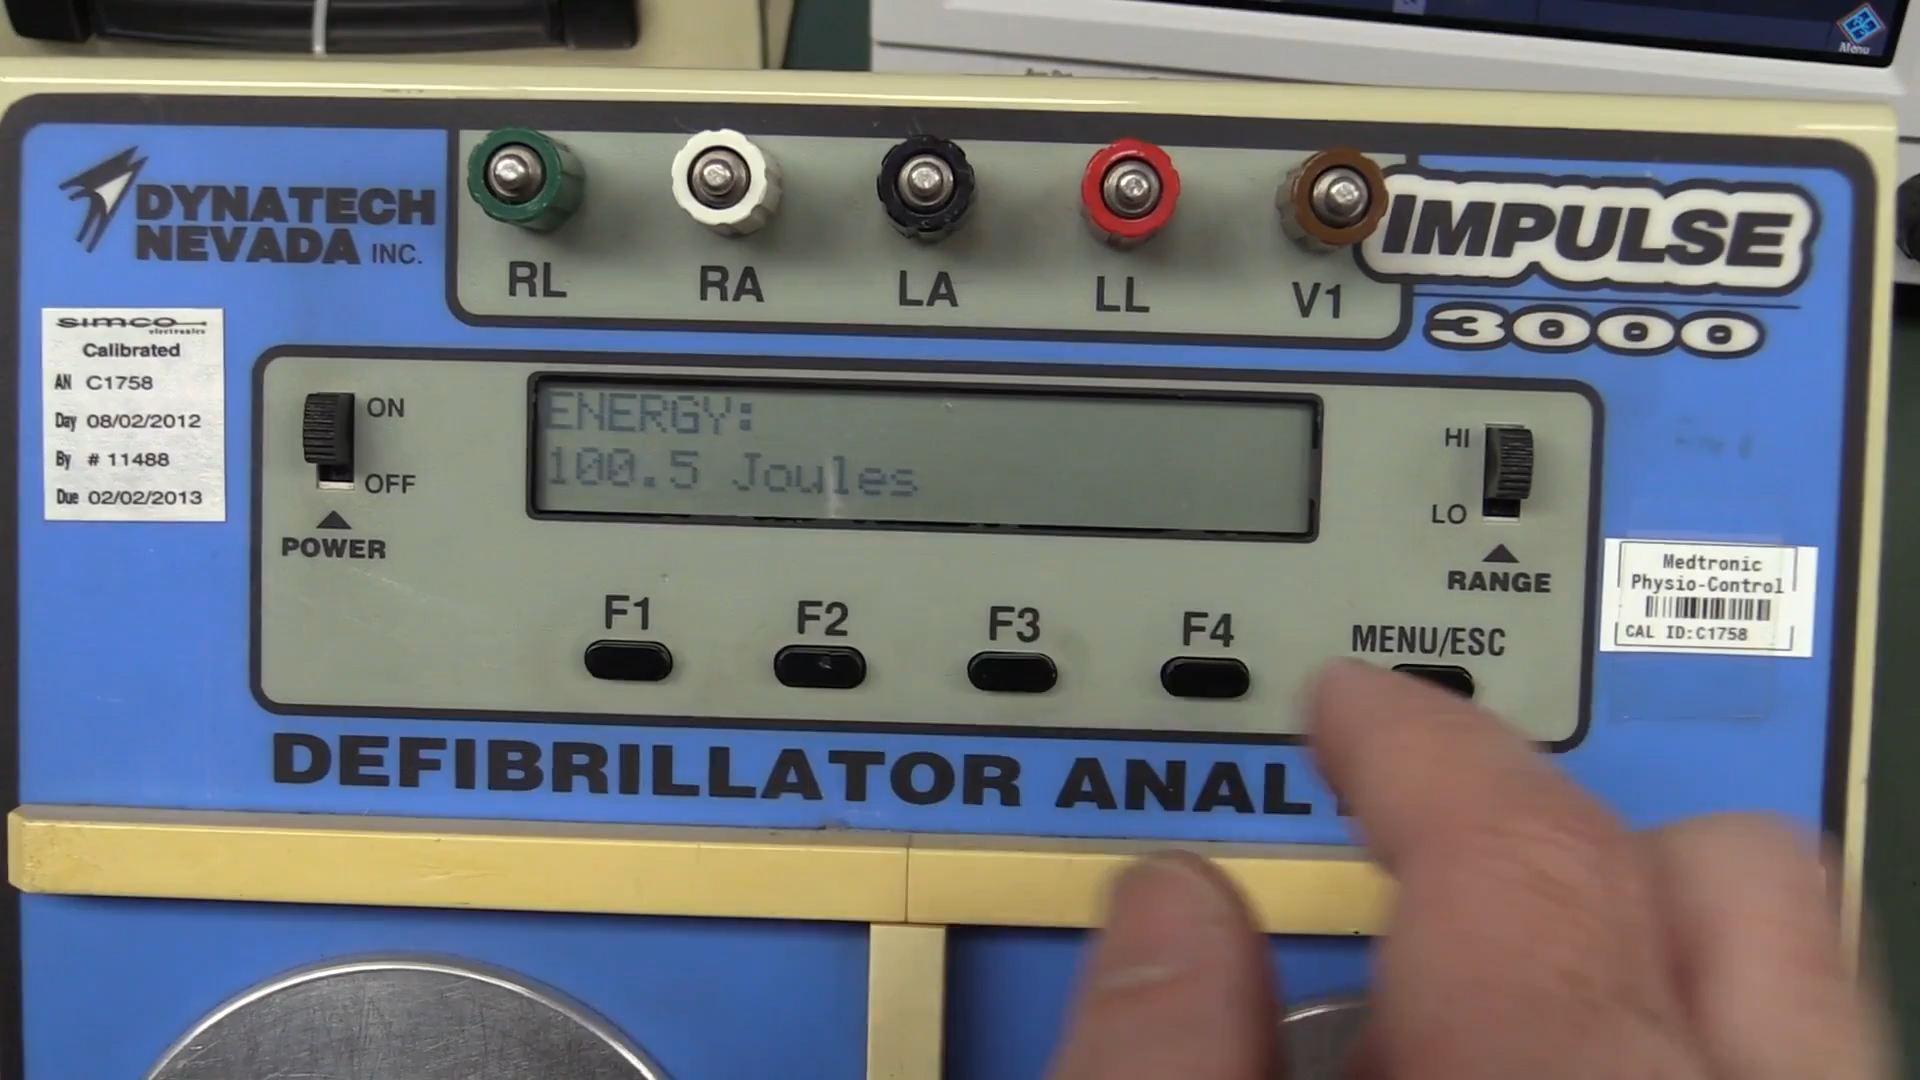 Menu
DYNATECH
NEVADA INC.
RL RA LA LL V1
IMPULSE
3000
SIMCO
electronics
Calibrated
AN C1758
Day 08/02/2012
By # 11488
Due 02/02/2013
ON
OFF
POWER
ENERGY:
100.5 Joules
HI
LO
RANGE
F1 F2 F3 F4 MENU/ESC
Medtronic
Physio-Control
CAL ID:C1758
DEFIBRILLATOR ANAL